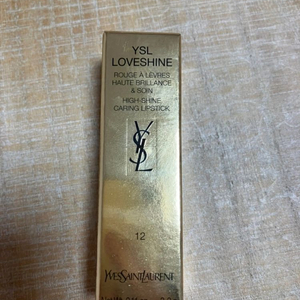 YSL
LOVESHINE
ROUGE À LÈVRES
HAUTE BRILLANCE
& SOIN
HIGH-SHINE
CARING LIPSTICK
YSL
12
YVESSAINTLAURENT